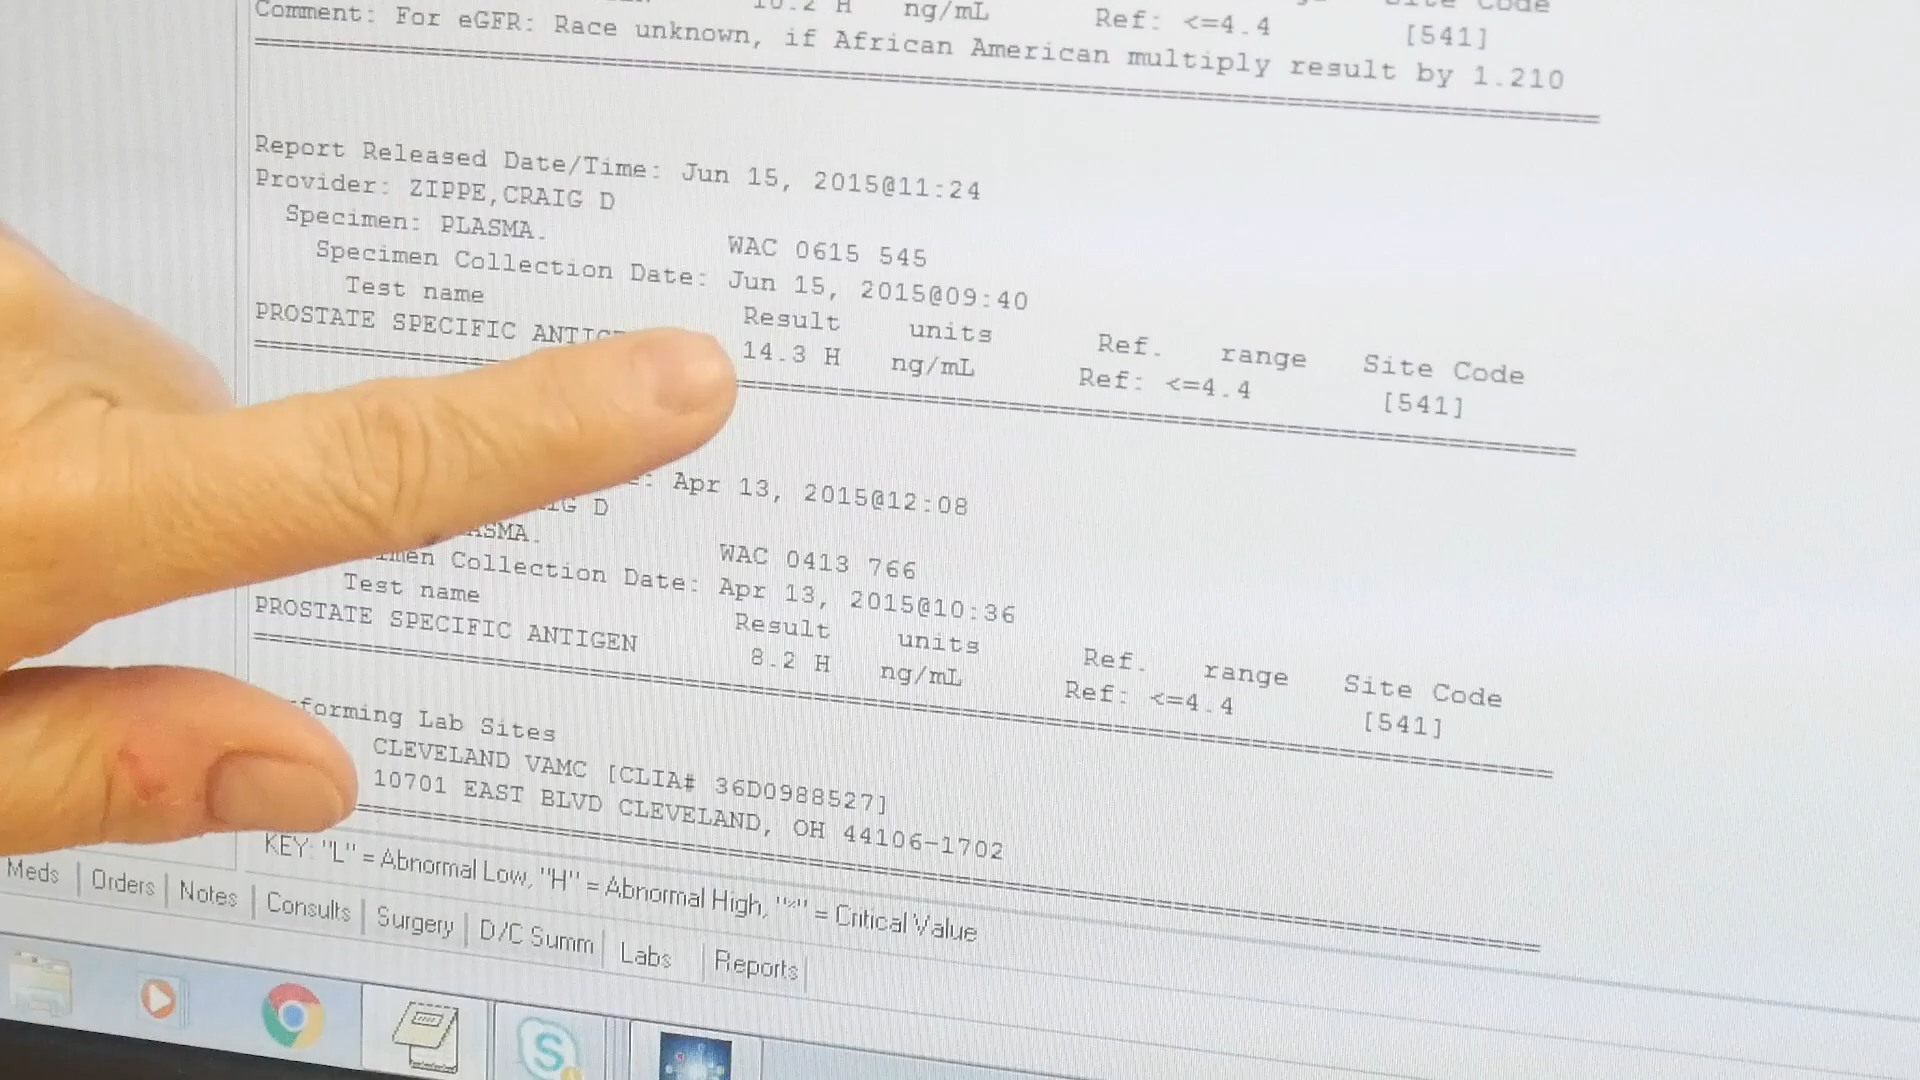 10.2 H ng/mL Ref: <=4.4 [541]
Site Code
Comment: For eGFR: Race unknown, if African American multiply result by 1.210
Report Released Date/Time: Jun 15, 2015@11:24
Provider: ZIPPE,CRAIG D
Specimen: PLASMA. WAC 0615 545
Specimen Collection Date: Jun 15, 2015@09:40
Test name Result units Ref. range Site Code
PROSTATE SPECIFIC 14.3 H ng/mL Ref: <=4.4 [541]
Apr 13, 2015@12:08
D
WAC 0413 766
Collection Date: Apr 13, 2015@10:36
Test name Result units Ref. range Site Code
PROSTATE SPECIFIC ANTIGEN 8.2 H ng/mL Ref: <=4.4 [541]
forming Lab Sites
CLEVELAND VAMC [CLIA# 36D0988527]
10701 EAST BLVD CLEVELAND, OH 44106-1702
KEY: "L" = Abnormal Low, "H" = Abnormal High, "*" = Critical Value
Meds Orders Notes Consults Surgery D/C Summ Labs Reports
S